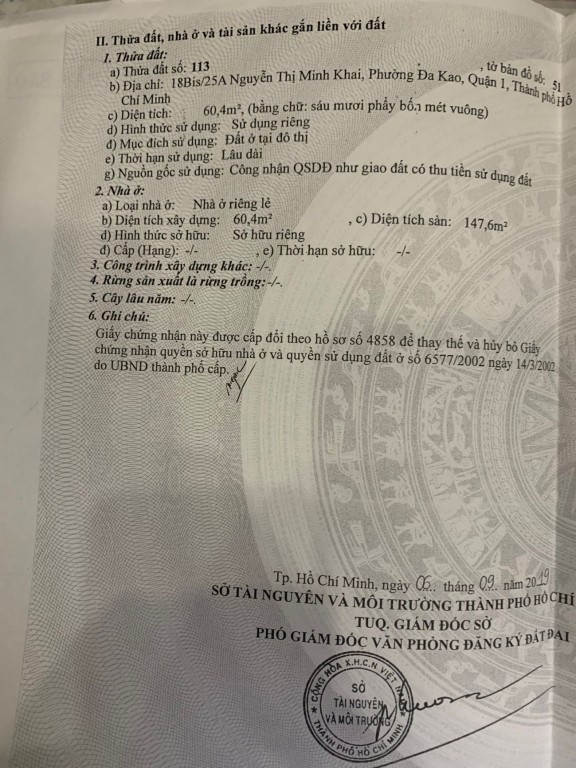 II. Thửa đất, nhà ở và tài sản khác gắn liền với đất
1. Thửa đất:
a) Thửa đất số: 113 , tờ bản đồ số: 51
b) Địa chỉ: 18Bis/25A Nguyễn Thị Minh Khai, Phường Đa Kao, Quận 1, Thành phố Hồ
Chí Minh
c) Diện tích: 60,4m², (bằng chữ: sáu mươi phẩy bốn mét vuông)
d) Hình thức sử dụng: Sử dụng riêng
đ) Mục đích sử dụng: Đất ở tại đô thị
e) Thời hạn sử dụng: Lâu dài
g) Nguồn gốc sử dụng: Công nhận QSDĐ như giao đất có thu tiền sử dụng đất
2. Nhà ở:
a) Loại nhà ở: Nhà ở riêng lẻ
b) Diện tích xây dựng: 60,4m² , c) Diện tích sàn: 147,6m²
d) Hình thức sở hữu: Sở hữu riêng
đ) Cấp (Hạng): -/- , e) Thời hạn sở hữu: -/-
3. Công trình xây dựng khác: -/-.
4. Rừng sản xuất là rừng trồng: -/-.
5. Cây lâu năm: -/-.
6. Ghi chú:
Giấy chứng nhận này được cấp đổi theo hồ sơ số 4858 để thay thế và hủy bỏ Giấy
chứng nhận quyền sở hữu nhà ở và quyền sử dụng đất ở số 6577/2002 ngày 14/3/2002
do UBND thành phố cấp.
Tp. Hồ Chí Minh, ngày 06.. tháng 09.. năm 2019
SỞ TÀI NGUYÊN VÀ MÔI TRƯỜNG THÀNH PHỐ HỒ CHÍ
TUQ. GIÁM ĐỐC SỞ
PHÓ GIÁM ĐỐC VĂN PHÒNG ĐĂNG KÝ ĐẤT ĐAI
CỘNG HÒA X.H.C.N VIỆT NAM
SỞ
TÀI NGUYÊN
VÀ MÔI TRƯỜNG
THÀNH PHỐ HỒ CHÍ MINH